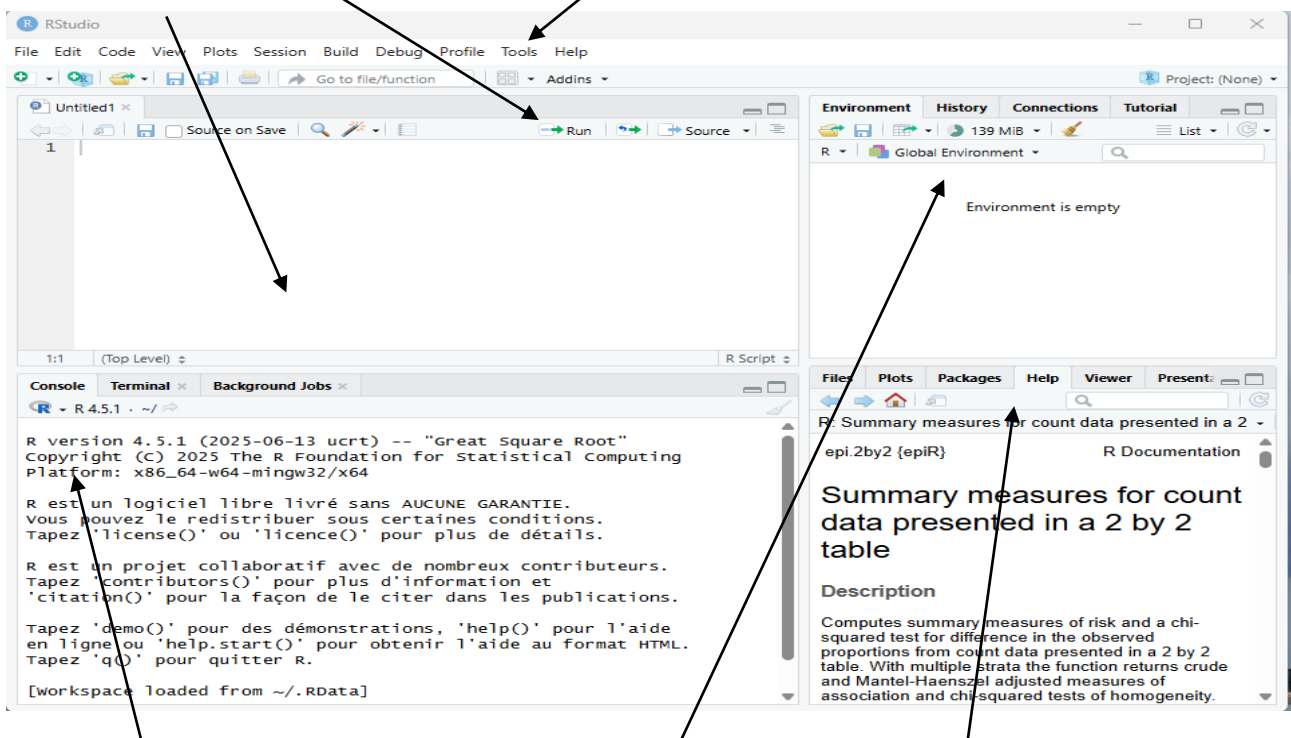 RStudio
File Edit Code View Plots Session Build Debug Profile Tools Help
Go to file/function Addins Project: (None)
Untitled1
Source on Save Run Source
1
1:1 (Top Level) R Script
Console Terminal Background Jobs
R 4.5.1 · ~/
R version 4.5.1 (2025-06-13 ucrt) -- "Great Square Root"
Copyright (C) 2025 The R Foundation for Statistical Computing
Platform: x86_64-w64-mingw32/x64
R est un logiciel libre livré sans AUCUNE GARANTIE.
Vous pouvez le redistribuer sous certaines conditions.
Tapez 'license()' ou 'licence()' pour plus de détails.
R est un projet collaboratif avec de nombreux contributeurs.
Tapez 'contributors()' pour plus d'information et
'citation()' pour la façon de le citer dans les publications.
Tapez 'demo()' pour des démonstrations, 'help()' pour l'aide
en ligne ou 'help.start()' pour obtenir l'aide au format HTML.
Tapez 'q()' pour quitter R.
[Workspace loaded from ~/.RData]
Environment History Connections Tutorial
139 MiB List
R Global Environment
Environment is empty
Files Plots Packages Help Viewer Presenta
R: Summary measures for count data presented in a 2
epi.2by2 {epiR} R Documentation
Summary measures for count
data presented in a 2 by 2
table
Description
Computes summary measures of risk and a chi-
squared test for difference in the observed
proportions from count data presented in a 2 by 2
table. With multiple strata the function returns crude
and Mantel-Haenszel adjusted measures of
association and chi-squared tests of homogeneity.